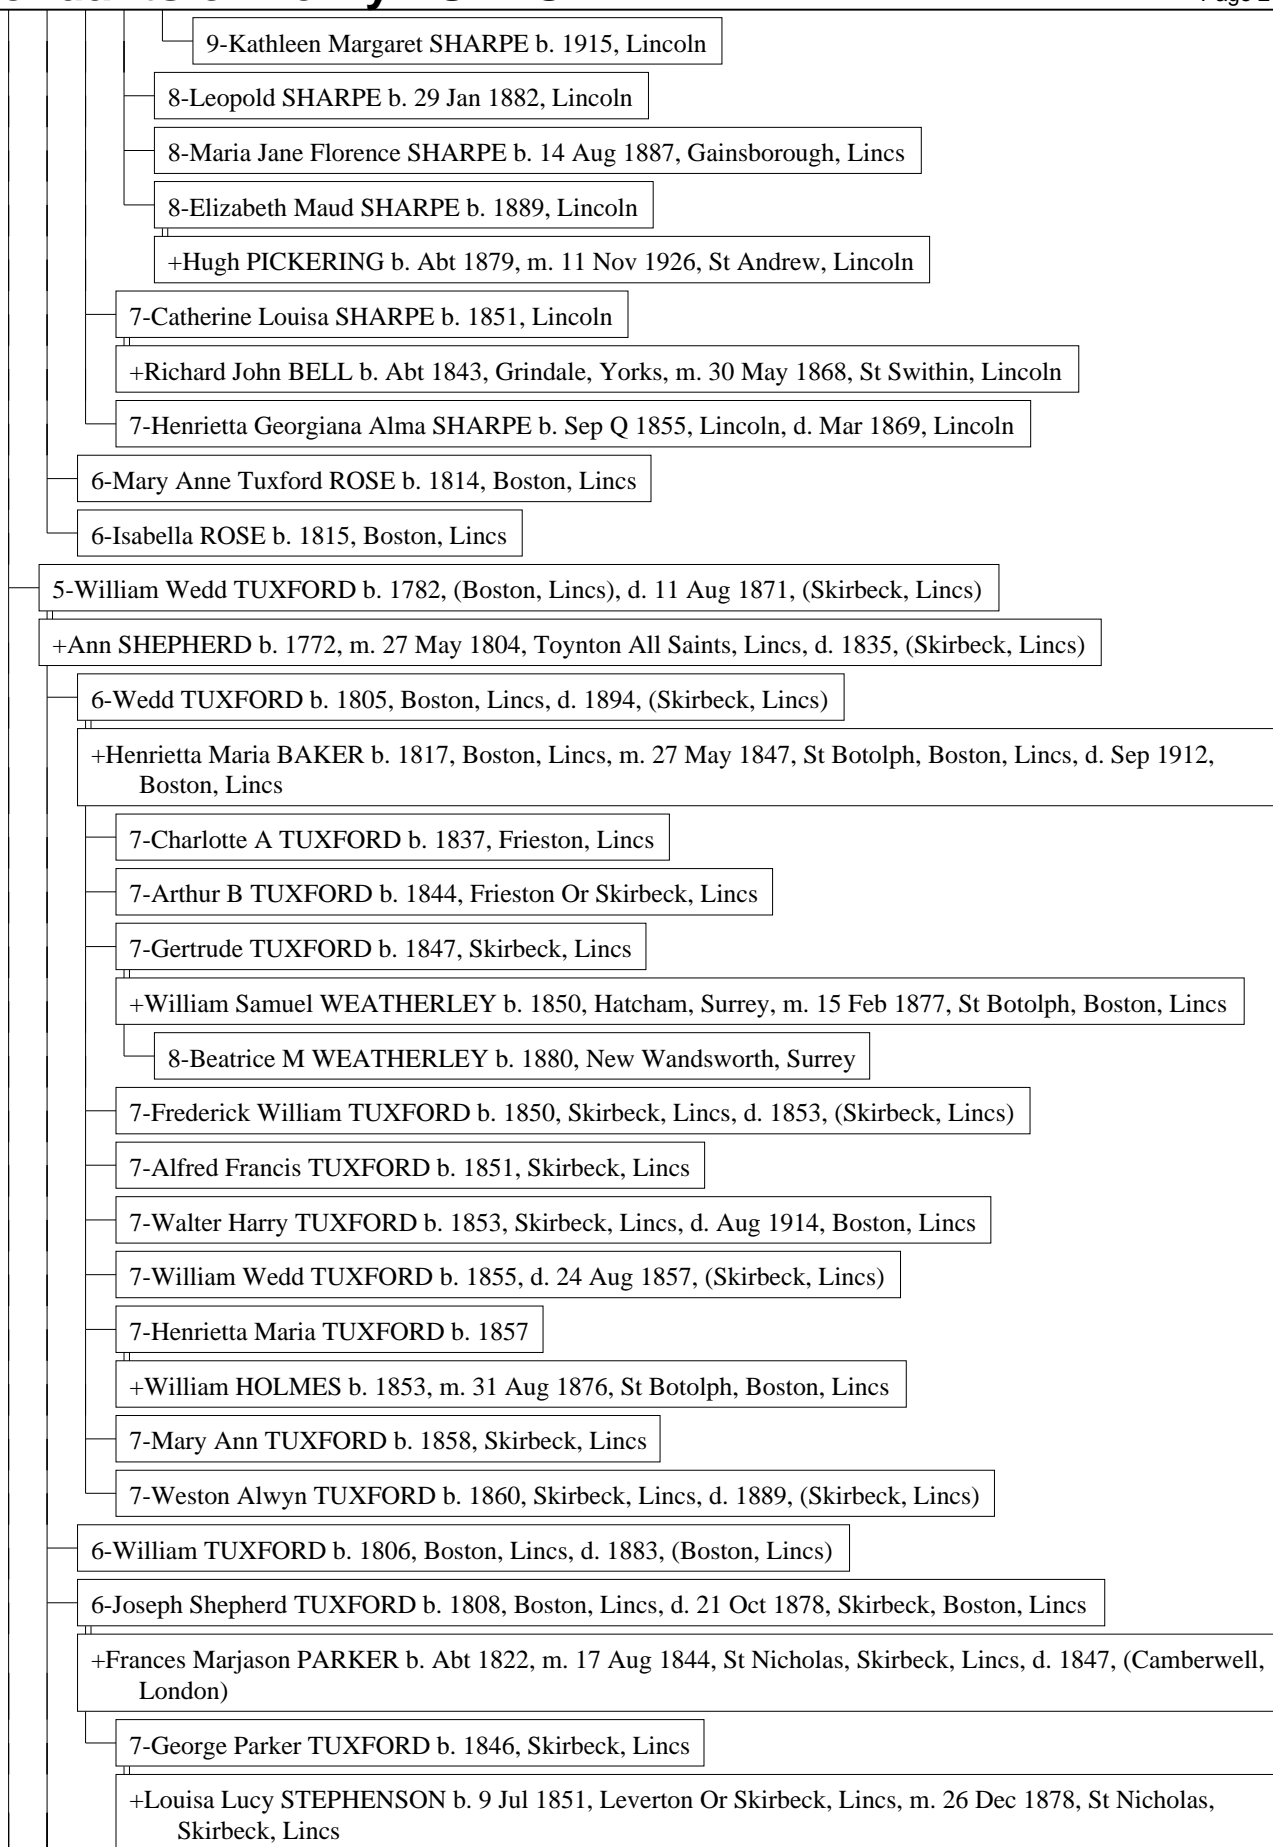 9-Kathleen Margaret SHARPE b. 1915, Lincoln
8-Leopold SHARPE b. 29 Jan 1882, Lincoln
8-Maria Jane Florence SHARPE b. 14 Aug 1887, Gainsborough, Lincs
8-Elizabeth Maud SHARPE b. 1889, Lincoln
+Hugh PICKERING b. Abt 1879, m. 11 Nov 1926, St Andrew, Lincoln
7-Catherine Louisa SHARPE b. 1851, Lincoln
+Richard John BELL b. Abt 1843, Grindale, Yorks, m. 30 May 1868, St Swithin, Lincoln
7-Henrietta Georgiana Alma SHARPE b. Sep Q 1855, Lincoln, d. Mar 1869, Lincoln
6-Mary Anne Tuxford ROSE b. 1814, Boston, Lincs
6-Isabella ROSE b. 1815, Boston, Lincs
5-William Wedd TUXFORD b. 1782, (Boston, Lincs), d. 11 Aug 1871, (Skirbeck, Lincs)
+Ann SHEPHERD b. 1772, m. 27 May 1804, Toynton All Saints, Lincs, d. 1835, (Skirbeck, Lincs)
6-Wedd TUXFORD b. 1805, Boston, Lincs, d. 1894, (Skirbeck, Lincs)
+Henrietta Maria BAKER b. 1817, Boston, Lincs, m. 27 May 1847, St Botolph, Boston, Lincs, d. Sep 1912,
Boston, Lincs
7-Charlotte A TUXFORD b. 1837, Frieston, Lincs
7-Arthur B TUXFORD b. 1844, Frieston Or Skirbeck, Lincs
7-Gertrude TUXFORD b. 1847, Skirbeck, Lincs
+William Samuel WEATHERLEY b. 1850, Hatcham, Surrey, m. 15 Feb 1877, St Botolph, Boston, Lincs
8-Beatrice M WEATHERLEY b. 1880, New Wandsworth, Surrey
7-Frederick William TUXFORD b. 1850, Skirbeck, Lincs, d. 1853, (Skirbeck, Lincs)
7-Alfred Francis TUXFORD b. 1851, Skirbeck, Lincs
7-Walter Harry TUXFORD b. 1853, Skirbeck, Lincs, d. Aug 1914, Boston, Lincs
7-William Wedd TUXFORD b. 1855, d. 24 Aug 1857, (Skirbeck, Lincs)
7-Henrietta Maria TUXFORD b. 1857
+William HOLMES b. 1853, m. 31 Aug 1876, St Botolph, Boston, Lincs
7-Mary Ann TUXFORD b. 1858, Skirbeck, Lincs
7-Weston Alwyn TUXFORD b. 1860, Skirbeck, Lincs, d. 1889, (Skirbeck, Lincs)
6-William TUXFORD b. 1806, Boston, Lincs, d. 1883, (Boston, Lincs)
6-Joseph Shepherd TUXFORD b. 1808, Boston, Lincs, d. 21 Oct 1878, Skirbeck, Boston, Lincs
+Frances Marjason PARKER b. Abt 1822, m. 17 Aug 1844, St Nicholas, Skirbeck, Lincs, d. 1847, (Camberwell,
London)
7-George Parker TUXFORD b. 1846, Skirbeck, Lincs
+Louisa Lucy STEPHENSON b. 9 Jul 1851, Leverton Or Skirbeck, Lincs, m. 26 Dec 1878, St Nicholas,
Skirbeck, Lincs